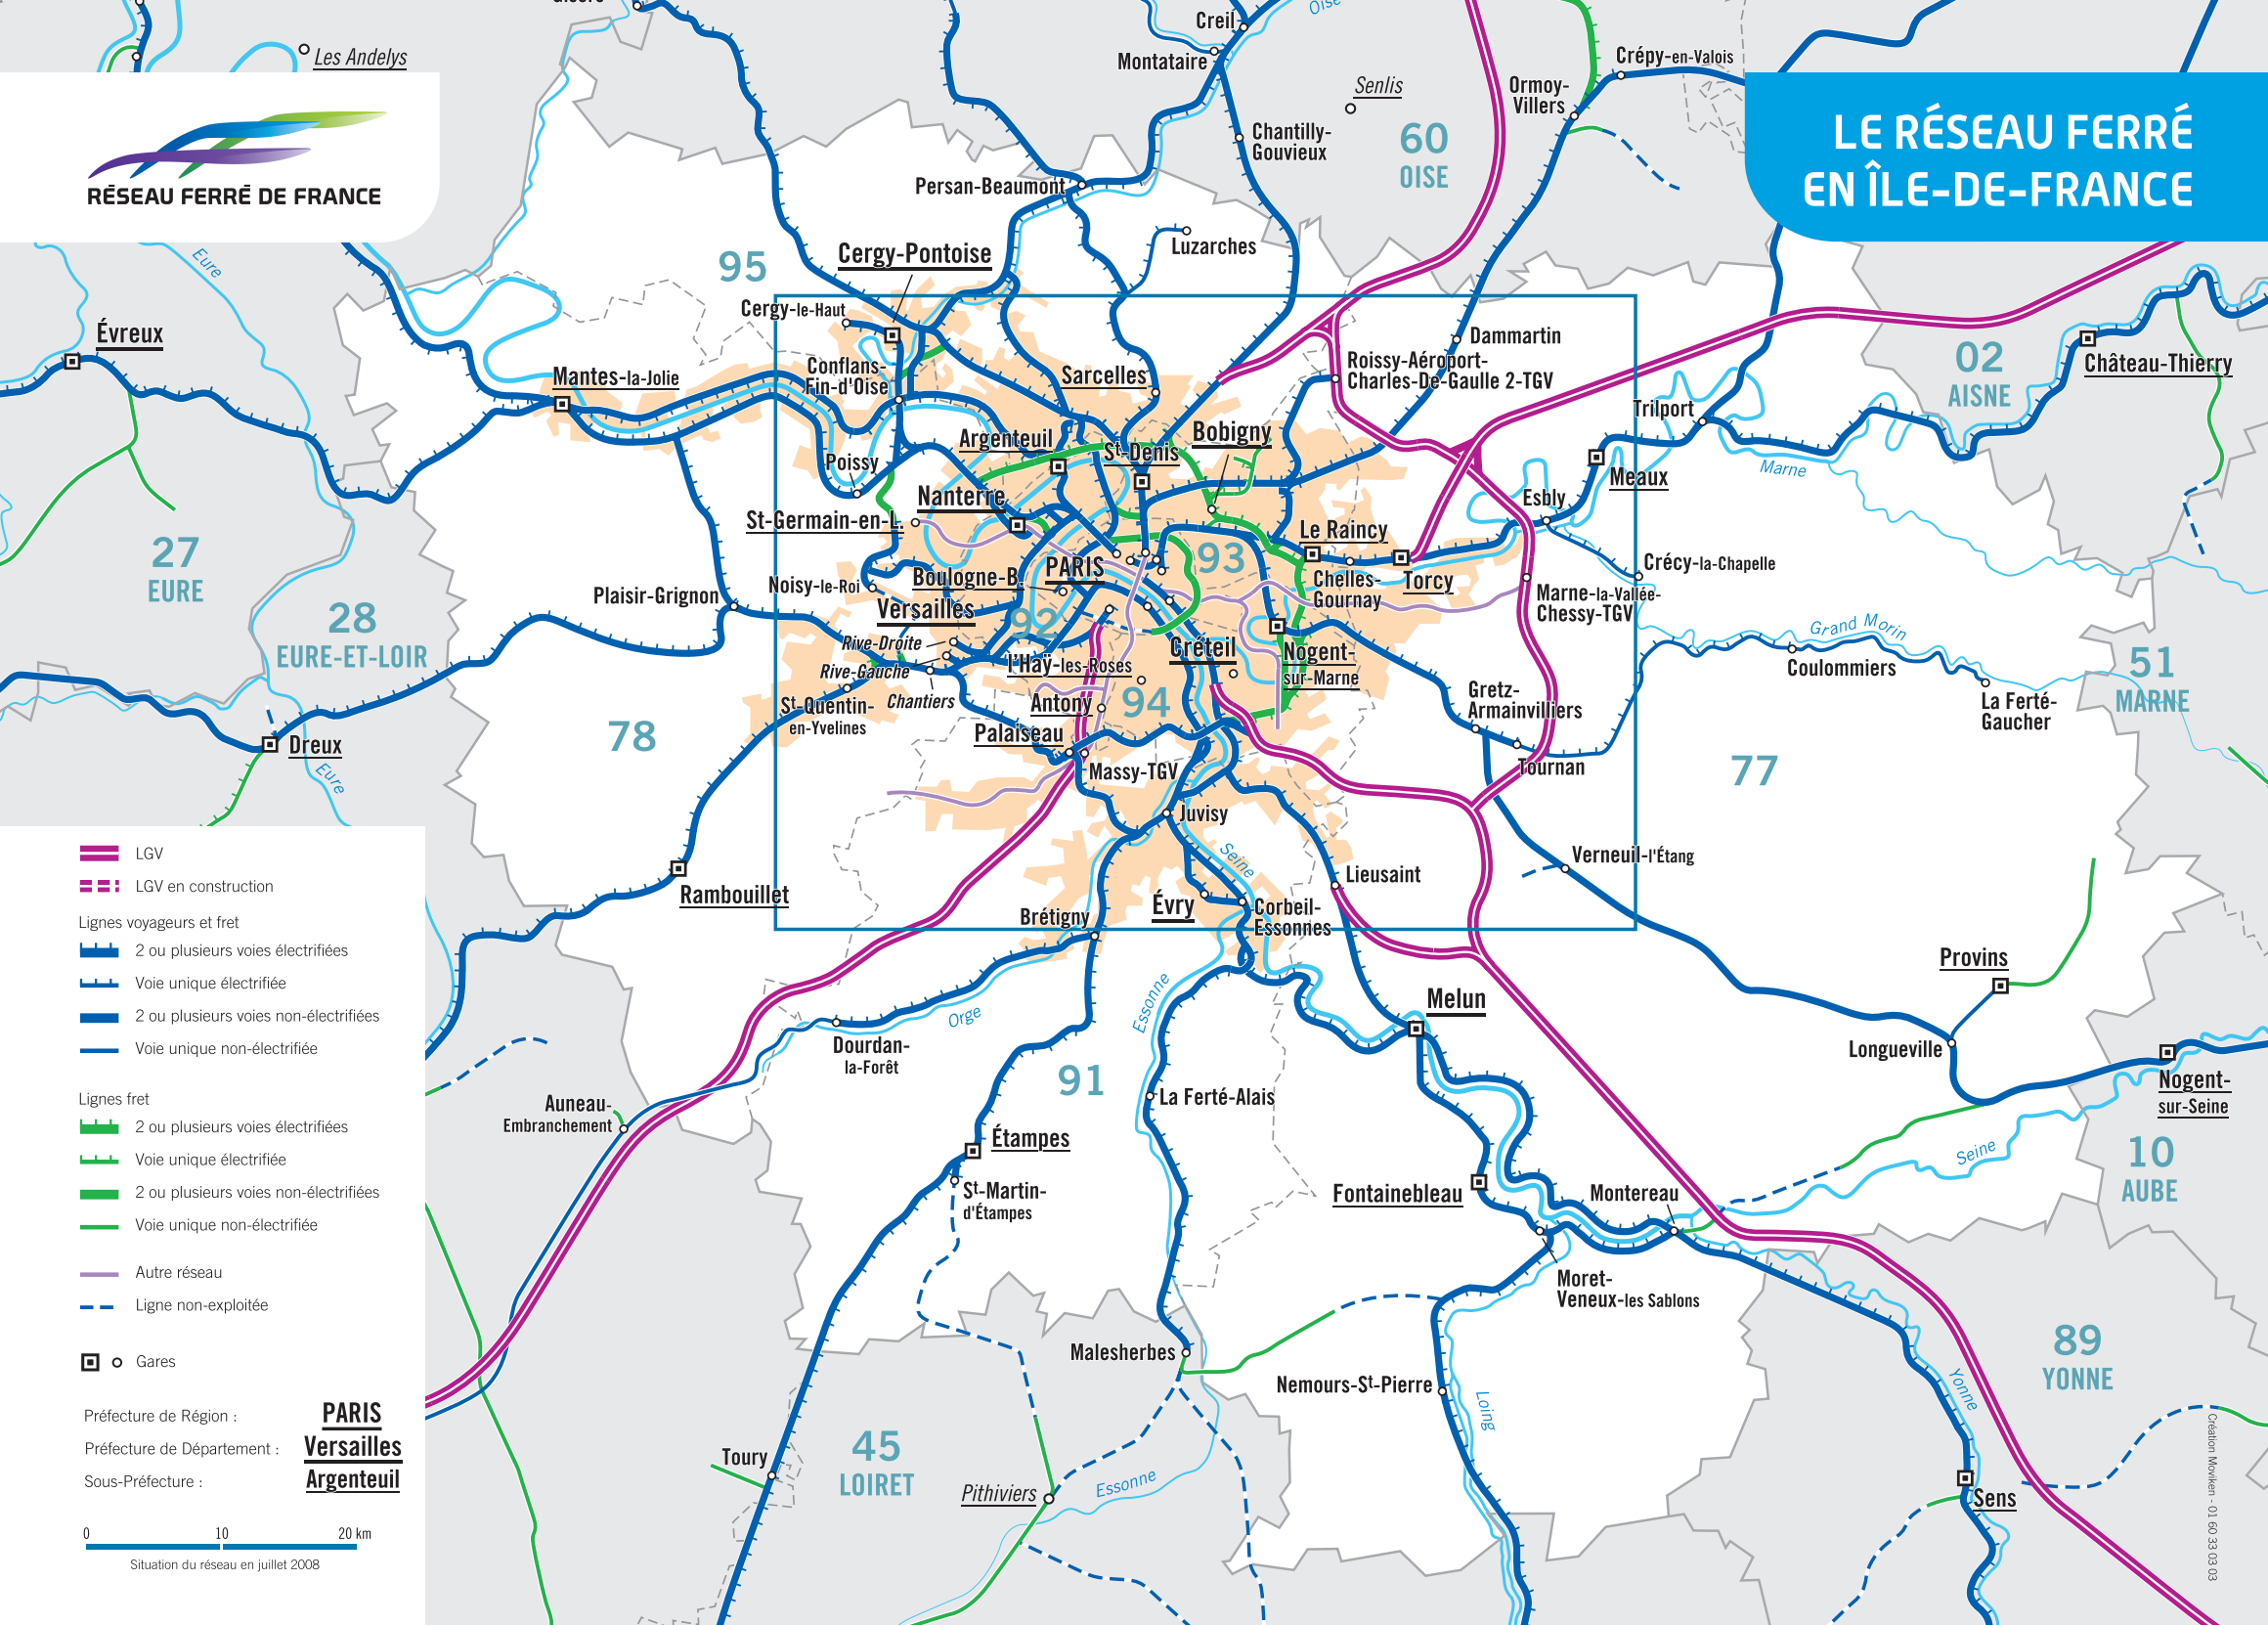 Creil
Oise
Montataire
Les Andelys
Senlis
Crépy-en-Valois
Ormoy-
Villers
LE RÉSEAU FERRÉ
EN ÎLE-DE-FRANCE
RÉSEAU FERRÉ DE FRANCE
Chantilly-
Gouvieux
60
OISE
Persan-Beaumont
Luzarches
Eure
95
Cergy-Pontoise
Cergy-le-Haut
Évreux
Dammartin
Roissy-Aéroport-
Charles-De-Gaulle 2-TGV
02
AISNE
Château-Thierry
Mantes-la-Jolie
Conflans-
Fin-d'Oise
Sarcelles
Trilport
Argenteuil
St-Denis
Bobigny
Poissy
Marne
Meaux
Nanterre
Esbly
St-Germain-en-L.
Le Raincy
93
27
EURE
Crécy-la-Chapelle
Noisy-le-Roi
Boulogne-B.
PARIS
Chelles-
Gournay
Torcy
Plaisir-Grignon
Marne-la-Vallée-
Chessy-TGV
Versailles
92
28
EURE-ET-LOIR
Grand Morin
Rive-Droite
Créteil
Nogent-
sur-Marne
l'Haÿ-les-Roses
Rive-Gauche
Coulommiers
51
MARNE
St-Quentin-
en-Yvelines
Chantiers
Antony
94
Gretz-
Armainvilliers
La Ferté-
Gaucher
78
Palaiseau
Dreux
Massy-TGV
Tournan
77
Eure
Juvisy
Seine
Verneuil-l'Étang
Lieusaint
Rambouillet
Brétigny
Évry
Corbeil-
Essonnes
Provins
Melun
Essonne
Orge
Dourdan-
la-Forêt
Longueville
91
Nogent-
sur-Seine
Auneau-
Embranchement
La Ferté-Alais
Étampes
Seine
10
AUBE
St-Martin-
d'Étampes
Fontainebleau
Montereau
Moret-
Veneux-les Sablons
Malesherbes
89
YONNE
Nemours-St-Pierre
Loing
Yonne
Toury
45
LOIRET
Pithiviers
Essonne
Sens
LGV
LGV en construction
Lignes voyageurs et fret
2 ou plusieurs voies électrifiées
Voie unique électrifiée
2 ou plusieurs voies non-électrifiées
Voie unique non-électrifiée
Lignes fret
2 ou plusieurs voies électrifiées
Voie unique électrifiée
2 ou plusieurs voies non-électrifiées
Voie unique non-électrifiée
Autre réseau
Ligne non-exploitée
Gares
Préfecture de Région : PARIS
Préfecture de Département : Versailles
Sous-Préfecture : Argenteuil
0 10 20 km
Situation du réseau en juillet 2008
Création Moviken - 01 60 33 03 03